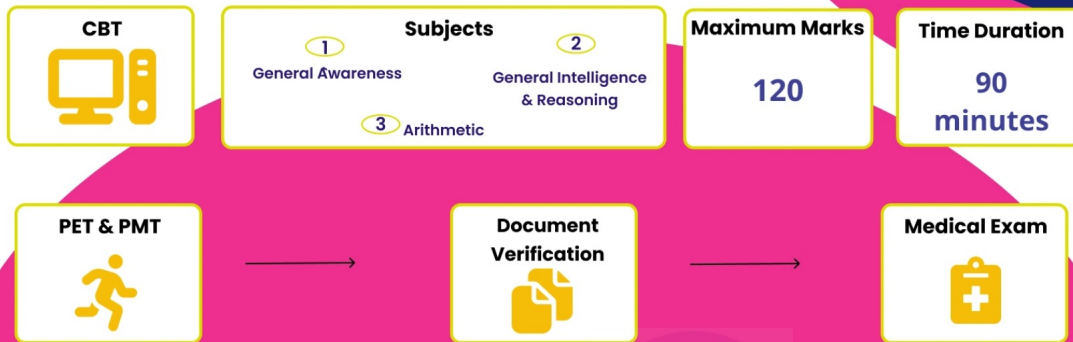 CBT
Subjects
1
General Awareness
2
General Intelligence
& Reasoning
3 Arithmetic
Maximum Marks
120
Time Duration
90
minutes
PET & PMT
Document
Verification
Medical Exam